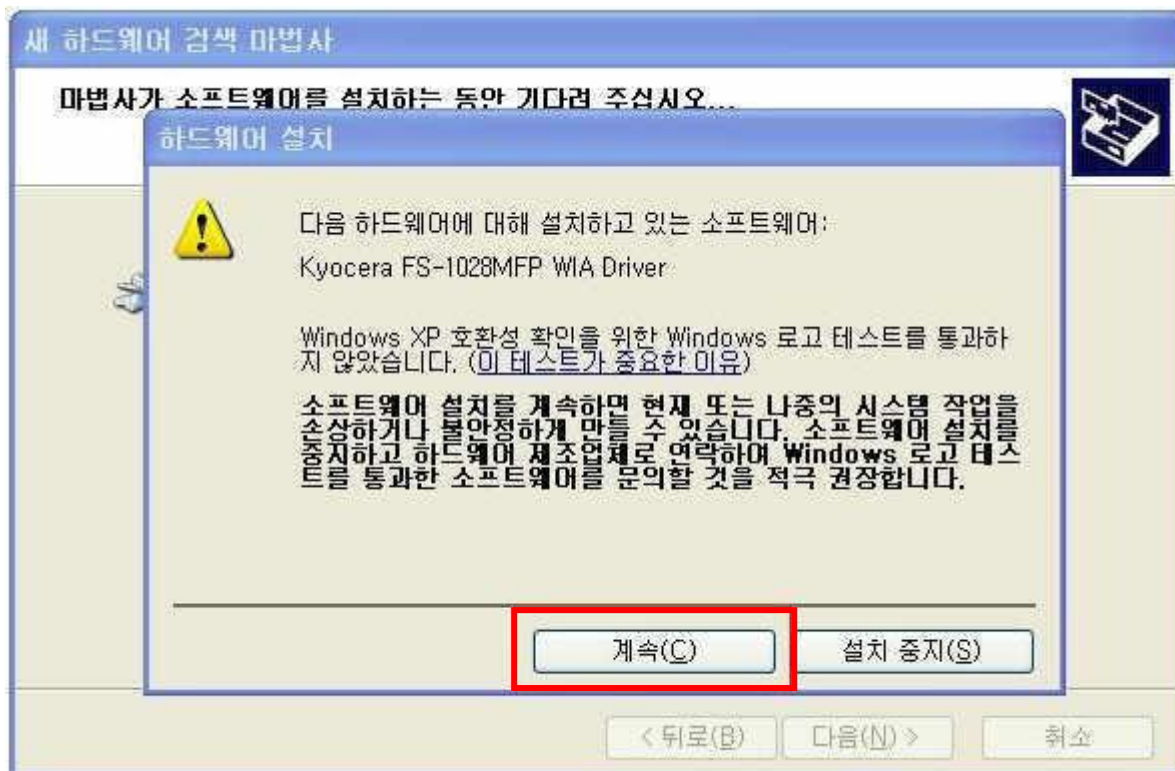 새 하드웨어 검색 마법사
마법사가 소프트웨어를 설치하는 동안 기다려 주십시오...
하드웨어 설치
다음 하드웨어에 대해 설치하고 있는 소프트웨어:
Kyocera FS-1028MFP WIA Driver
Windows XP 호환성 확인을 위한 Windows 로고 테스트를 통과하
지 않았습니다. (이 테스트가 중요한 이유)
소프트웨어 설치를 계속하면 현재 또는 나중의 시스템 작업을
손상하거나 불안정하게 만들 수 있습니다. 소프트웨어 설치를
중지하고 하드웨어 제조업체로 연락하여 Windows 로고 테스
트를 통과한 소프트웨어를 문의할 것을 적극 권장합니다.
계속(C) 설치 중지(S)
< 뒤로(B) 다음(N) > 취소